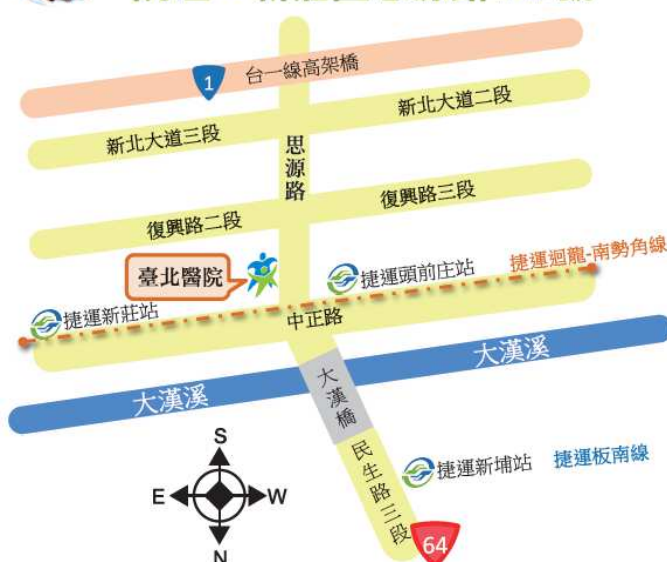 台一線高架橋
1
新北大道二段
新北大道三段
思源路
復興路三段
復興路二段
臺北醫院
捷運頭前庄站
捷運迴龍-南勢角線
捷運新莊站
中正路
大漢溪
大漢溪
大漢橋
民生路三段
捷運新埔站
捷運板南線
64
S
E
W
N